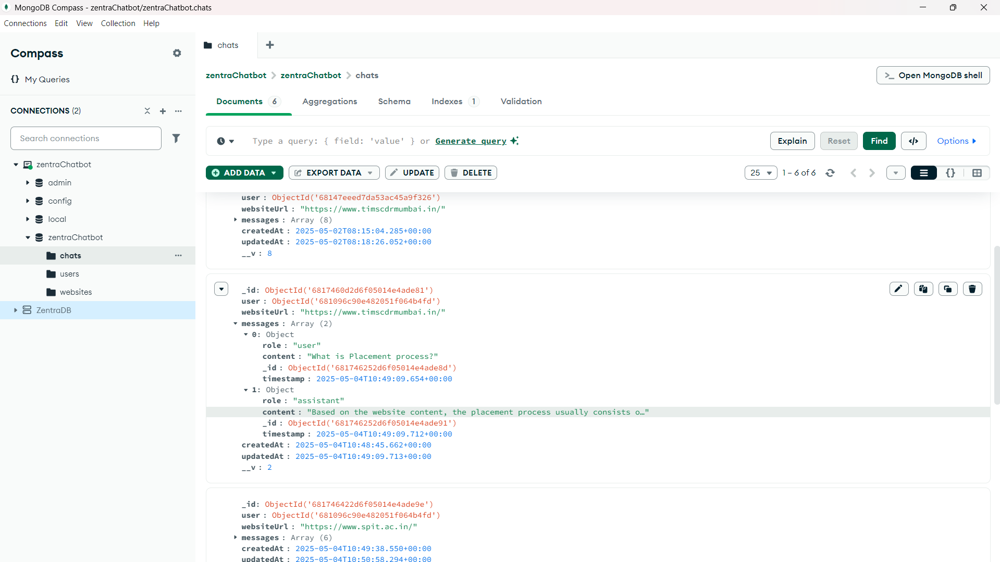 MongoDB Compass - zentraChatbot/zentraChatbot.chats
Connections Edit View Collection Help
Compass
{} My Queries
CONNECTIONS (2)
Search connections
zentraChatbot
admin
config
local
zentraChatbot
chats
users
websites
ZentraDB
chats
zentraChatbot > zentraChatbot > chats
>_ Open MongoDB shell
Documents 6 Aggregations Schema Indexes 1 Validation
Type a query: { field: 'value' } or Generate query
Explain Reset Find </> Options
ADD DATA EXPORT DATA UPDATE DELETE
25 1 – 6 of 6 {}
user : ObjectId('68147eeed7da53ac45a9f326')
websiteUrl : "https://www.timscdrmumbai.in/"
messages : Array (8)
createdAt : 2025-05-02T08:15:04.285+00:00
updatedAt : 2025-05-02T08:18:26.052+00:00
__v : 8
_id: ObjectId('6817460d2d6f05014e4ade81')
user : ObjectId('681096c90e482051f064b4fd')
websiteUrl : "https://www.timscdrmumbai.in/"
messages : Array (2)
0: Object
role : "user"
content : "What is Placement process?"
_id : ObjectId('681746252d6f05014e4ade8d')
timestamp : 2025-05-04T10:49:09.654+00:00
1: Object
role : "assistant"
content : "Based on the website content, the placement process usually consists o…"
_id : ObjectId('681746252d6f05014e4ade91')
timestamp : 2025-05-04T10:49:09.712+00:00
createdAt : 2025-05-04T10:48:45.662+00:00
updatedAt : 2025-05-04T10:49:09.713+00:00
__v : 2
_id: ObjectId('681746422d6f05014e4ade9e')
user : ObjectId('681096c90e482051f064b4fd')
websiteUrl : "https://www.spit.ac.in/"
messages : Array (6)
createdAt : 2025-05-04T10:49:38.550+00:00
updatedAt : 2025-05-04T10:50:58.294+00:00